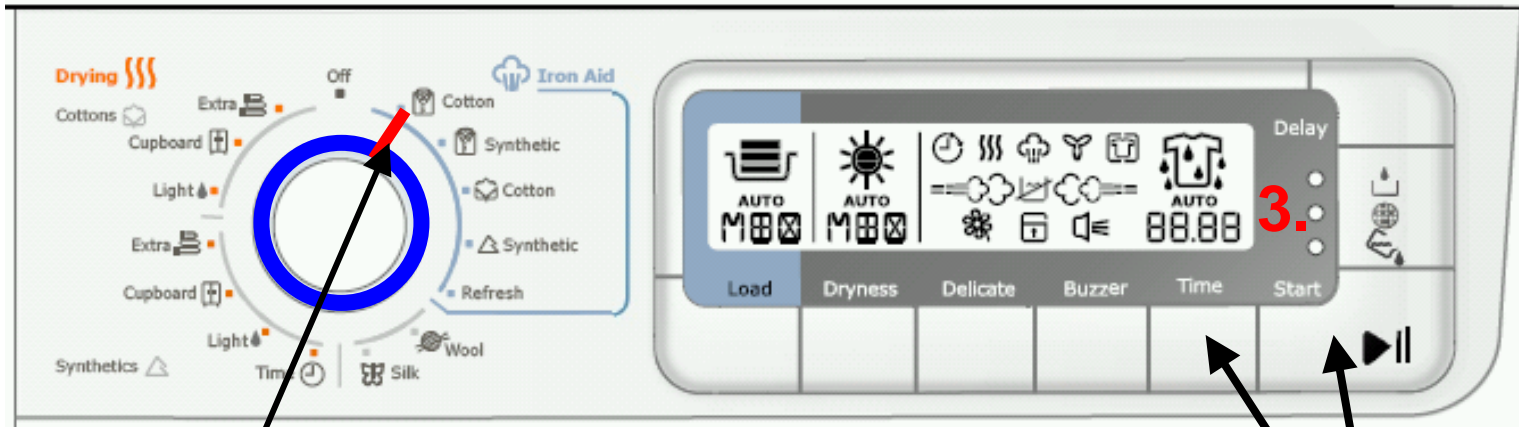 Drying
Cottons
Extra
Cupboard
Light
Extra
Cupboard
Light
Time
Synthetics
Off
Iron Aid
Cotton
Synthetic
Cotton
Synthetic
Refresh
Wool
Silk
AUTO
AUTO
AUTO
88.88
3.
Delay
Load Dryness Delicate Buzzer Time Start